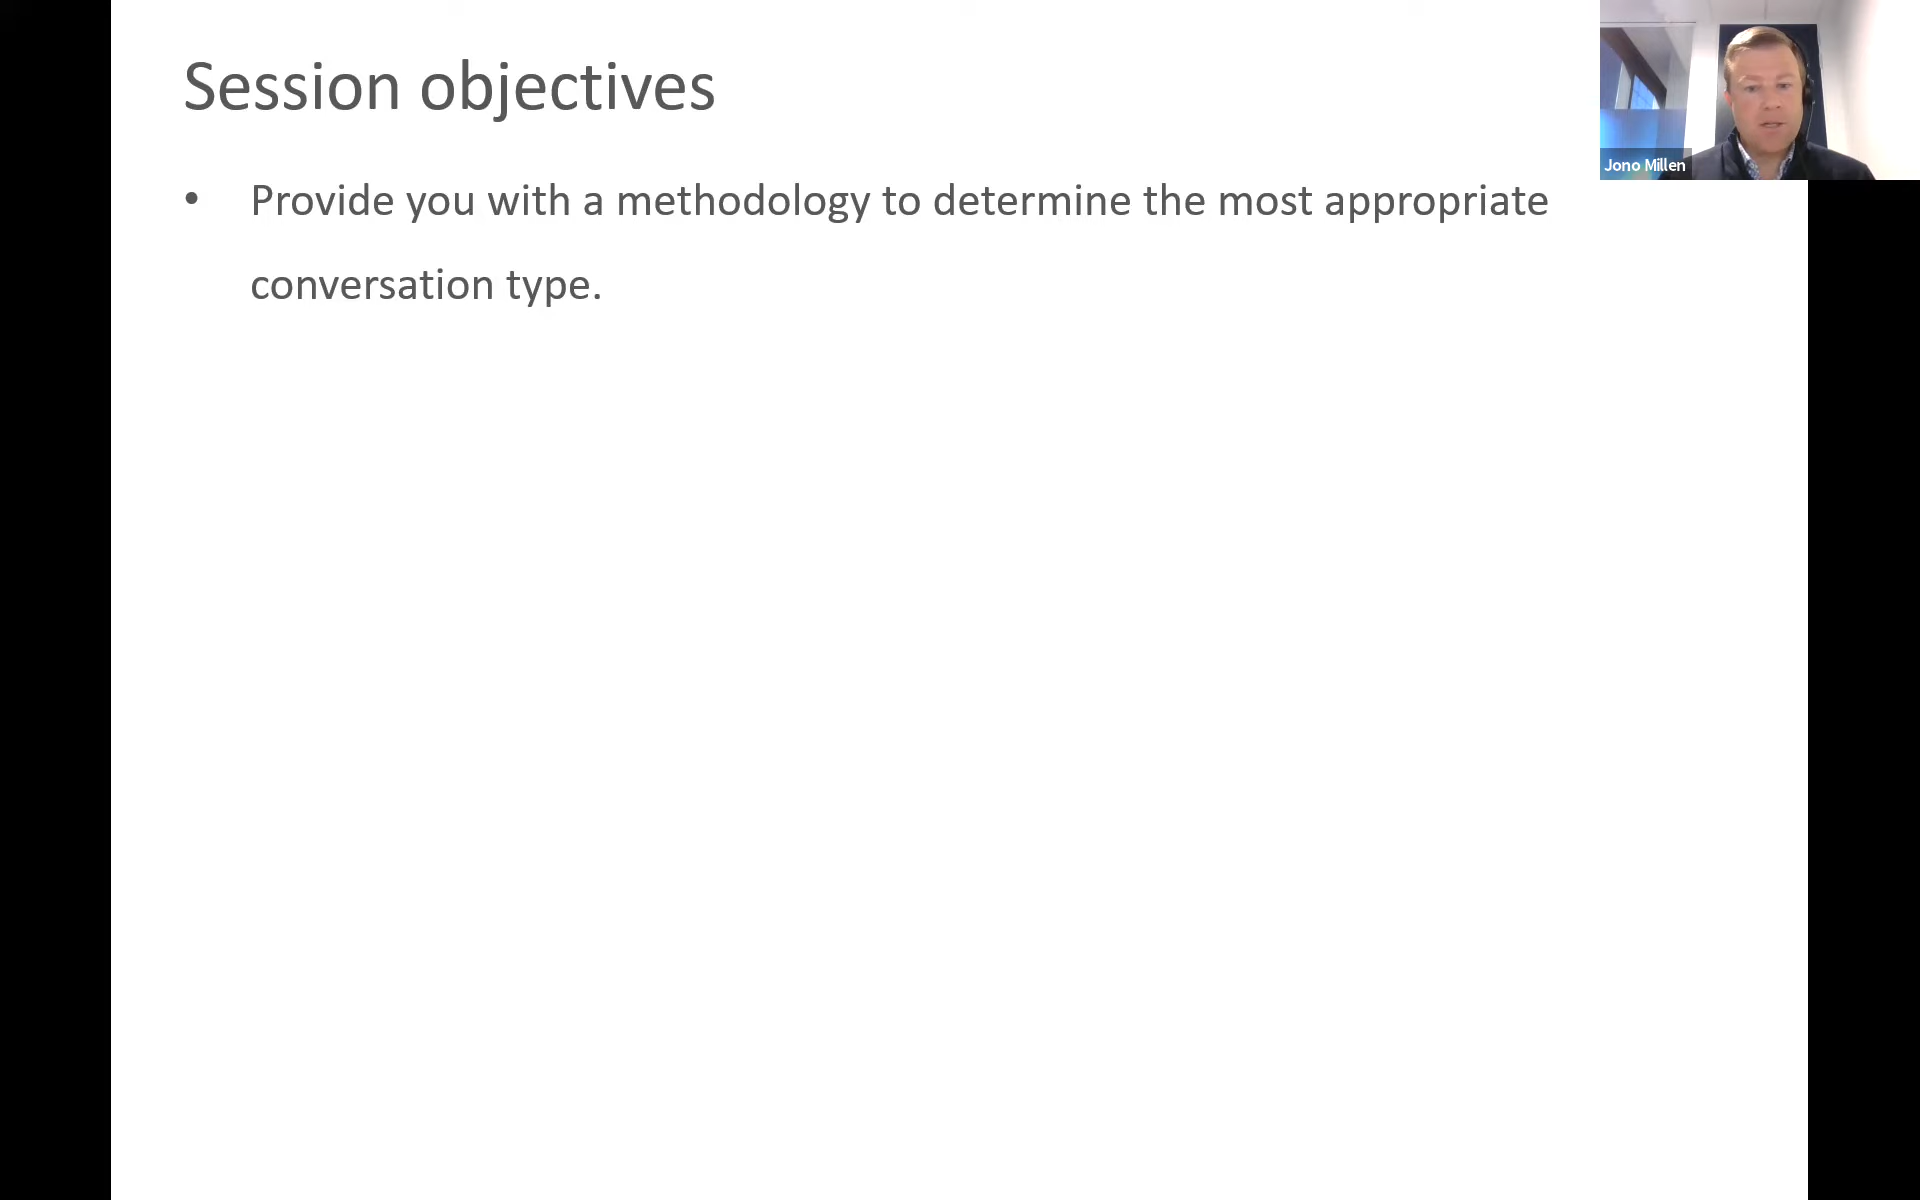 Session objectives
• Provide you with a methodology to determine the most appropriate
conversation type.
Jono Millen